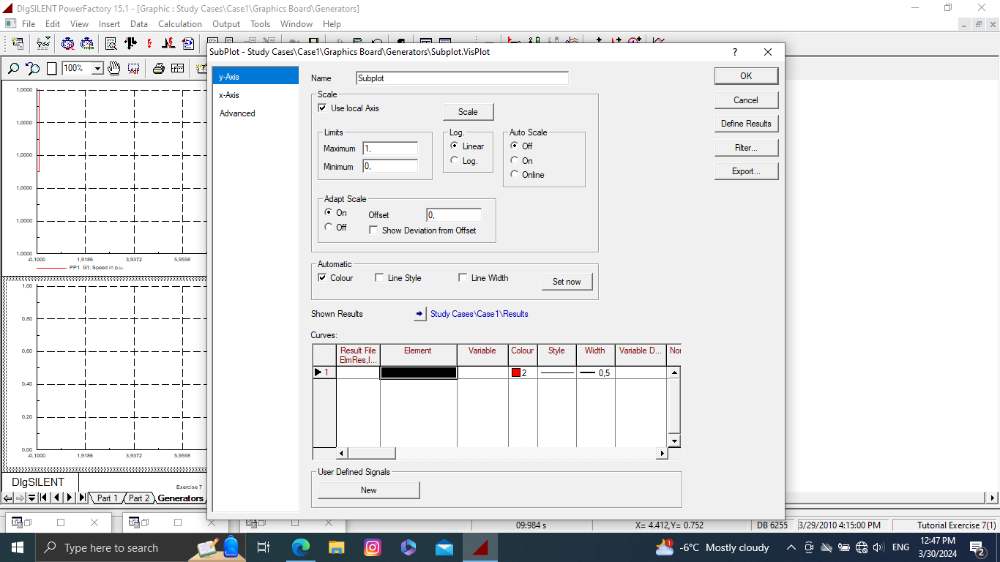 DIgSILENT PowerFactory 15.1 - [Graphic : Study Cases\Case1\Graphics Board\Generators]
File Edit View Insert Data Calculation Output Tools Window Help
100%
SubPlot - Study Cases\Case1\Graphics Board\Generators\Subplot.VisPlot
y-Axis
x-Axis
Advanced
Name Subplot
OK
Cancel
Define Results
Filter...
Export...
Scale
Use local Axis
Scale
Limits
Maximum 1,
Minimum 0,
Log.
Linear
Log.
Auto Scale
Off
On
Online
Adapt Scale
On
Off
Offset 0,
Show Deviation from Offset
Automatic
Colour Line Style Line Width Set now
Shown Results Study Cases\Case1\Results
Curves:
Result File ElmRes,I... Element Variable Colour Style Width Variable D... Nor
1 2 0,5
User Defined Signals
New
1,0000
1,0000
1,0000
1,0000
1,0000
1,0000
-0,1000 1,9186 3,9372 5,9558
PP1 G1: Speed in p.u.
1,00
0,80
0,60
0,40
0,20
0,00
-0,1000 1,9186 3,9372 5,9558
DIgSILENT
Exercise 7
Part 1 Part 2 Generators
09:984 s X= 4.412,Y= 0.752 DB 6255 3/29/2010 4:15:00 PM Tutorial Exercise 7(1)
Type here to search
1 -6°C Mostly cloudy ENG 12:47 PM
3/30/2024
2